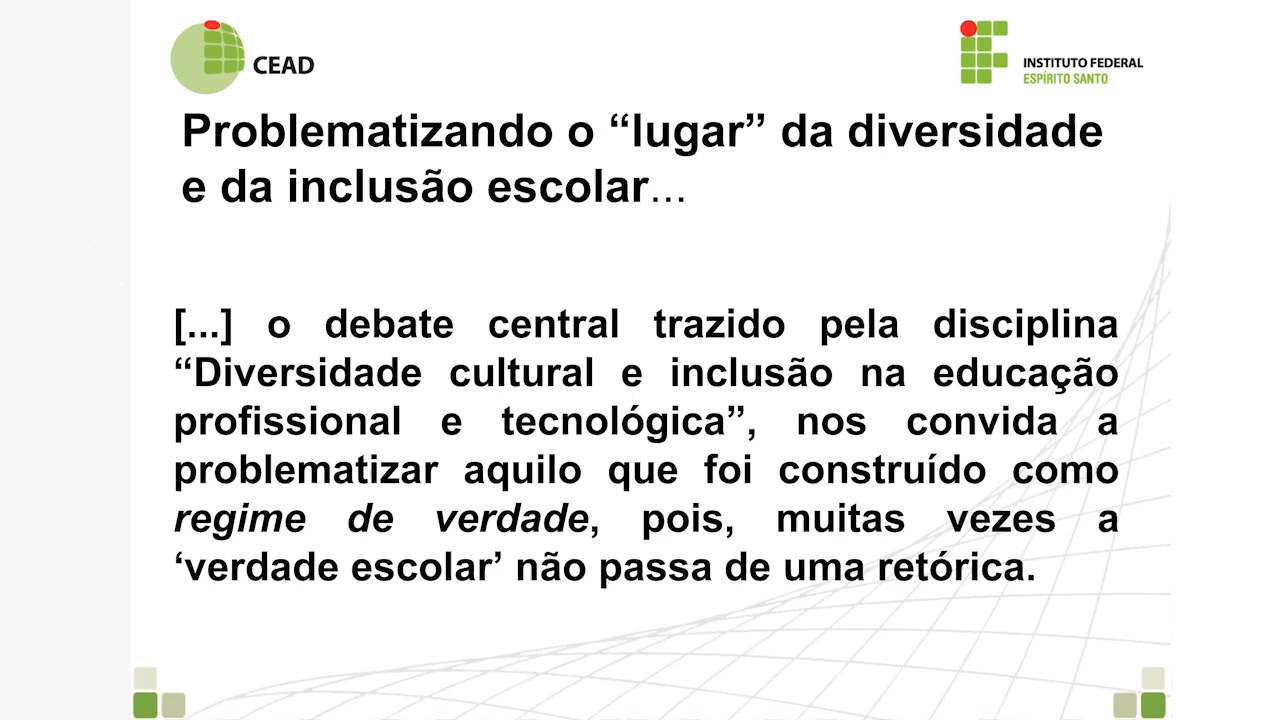 CEAD
INSTITUTO FEDERAL
ESPÍRITO SANTO
Problematizando o “lugar” da diversidade
e da inclusão escolar...
[...] o debate central trazido pela disciplina
“Diversidade cultural e inclusão na educação
profissional e tecnológica”, nos convida a
problematizar aquilo que foi construído como
regime de verdade, pois, muitas vezes a
‘verdade escolar’ não passa de uma retórica.